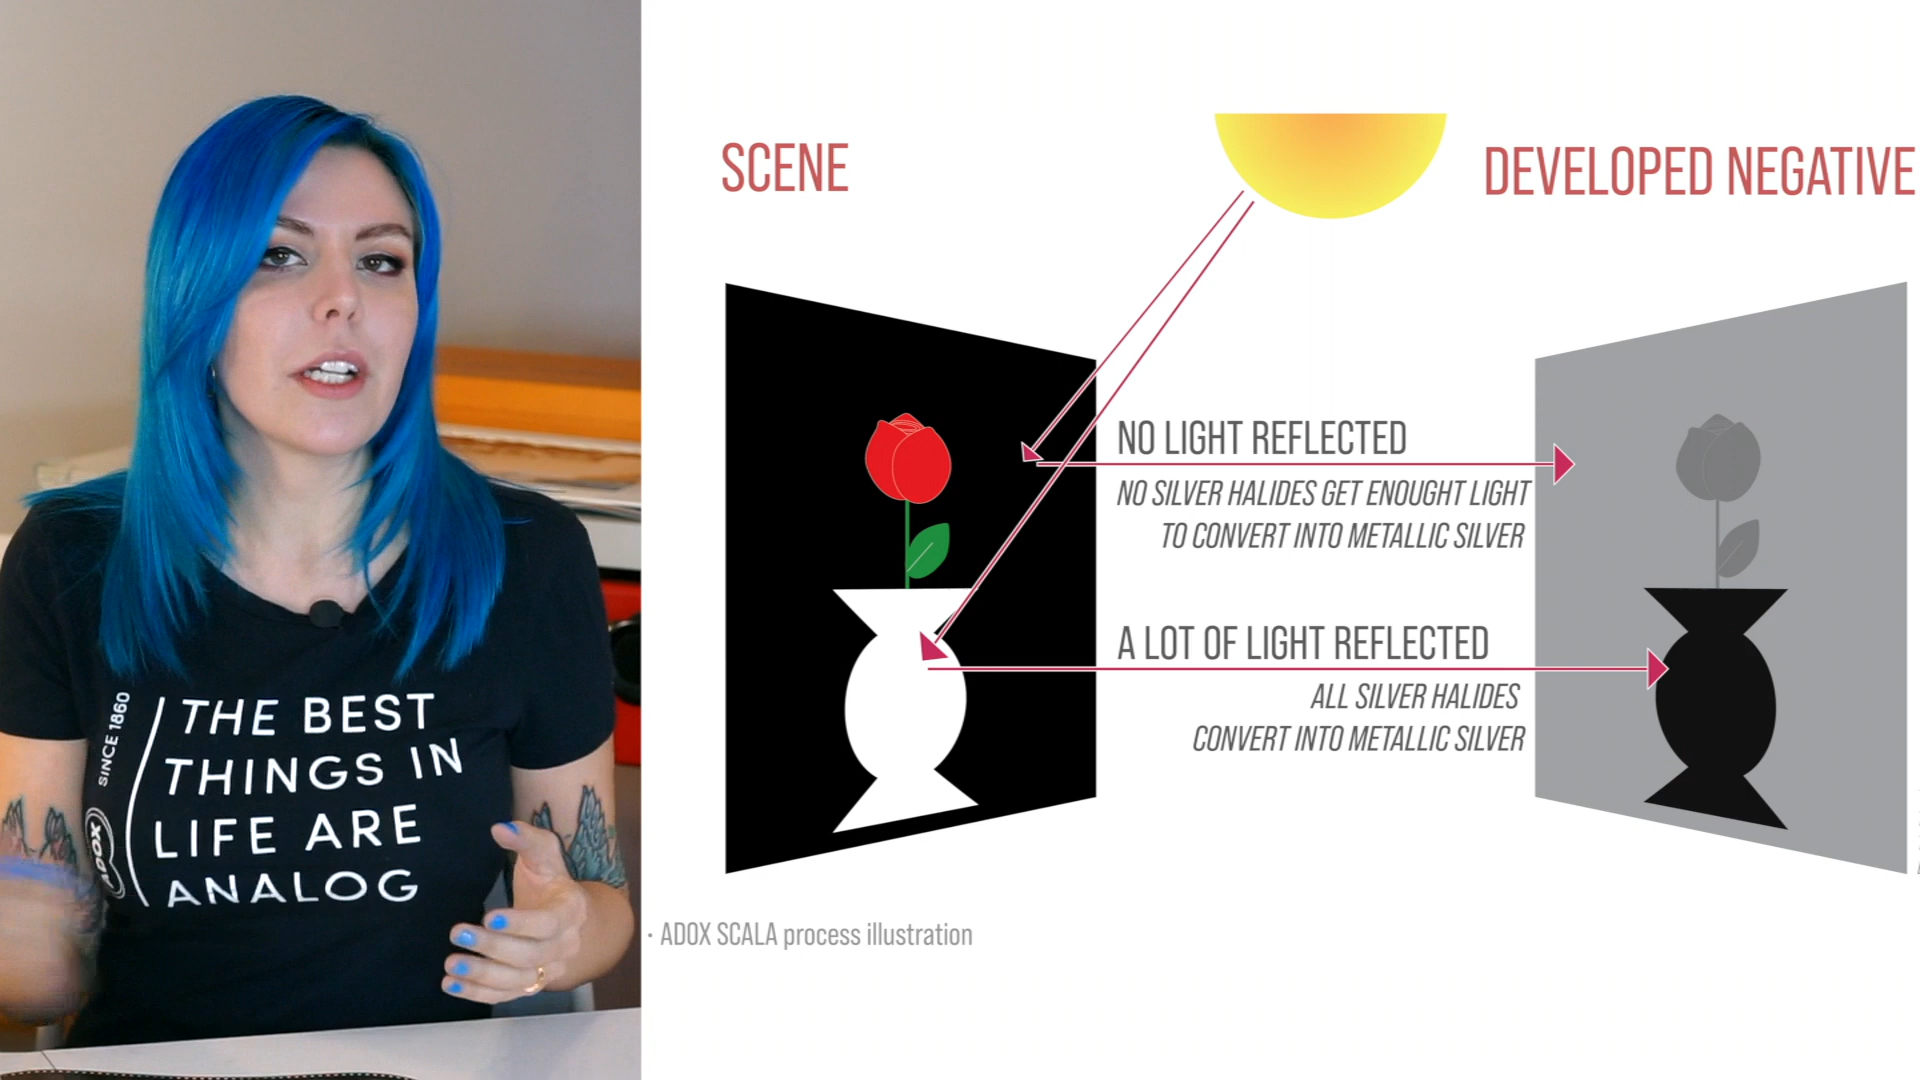 SCENE
DEVELOPED NEGATIVE
NO LIGHT REFLECTED
NO SILVER HALIDES GET ENOUGHT LIGHT
TO CONVERT INTO METALLIC SILVER
A LOT OF LIGHT REFLECTED
ALL SILVER HALIDES
CONVERT INTO METALLIC SILVER
· ADOX SCALA process illustration
SINCE 1860
ADOX
THE BEST
THINGS IN
LIFE ARE
ANALOG